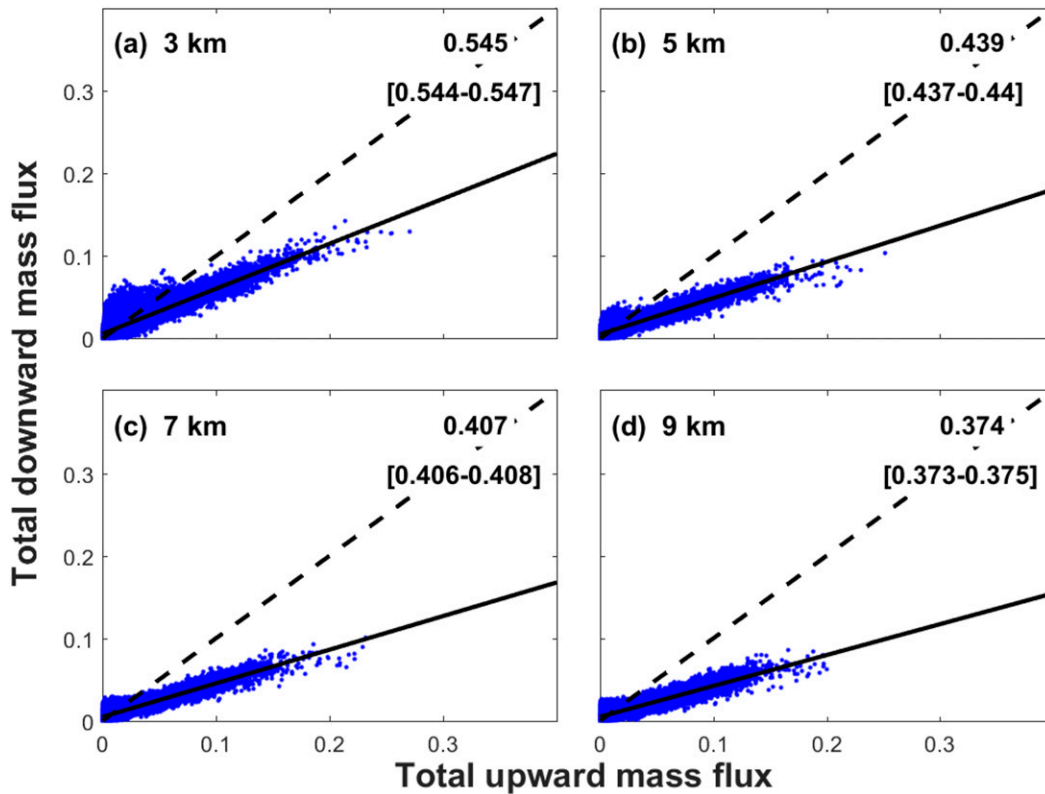 (a) 3 km
0.545
[0.544-0.547]
0.3
0.2
0.1
0
(b) 5 km
0.439
[0.437-0.44]
(c) 7 km
0.407
[0.406-0.408]
0.3
0.2
0.1
0
0 0.1 0.2 0.3
(d) 9 km
0.374
[0.373-0.375]
0 0.1 0.2 0.3
Total downward mass flux
Total upward mass flux